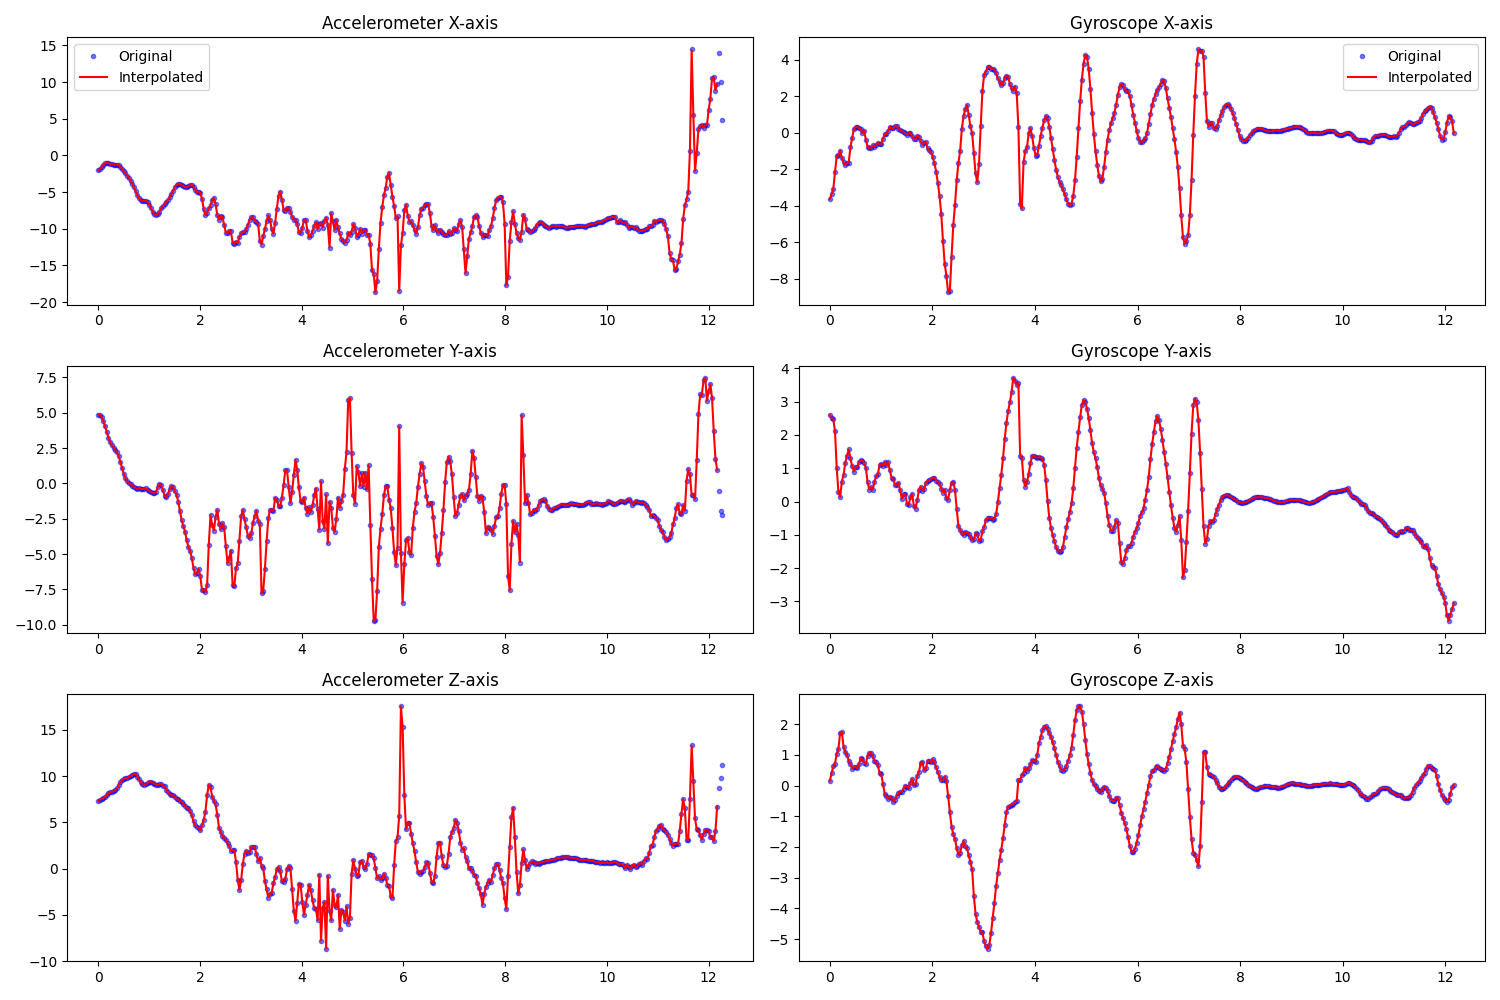 Accelerometer X-axis
15
10
5
0
−5
−10
−15
−20
Original
Interpolated
0 2 4 6 8 10 12
Gyroscope X-axis
4
2
0
−2
−4
−6
−8
Original
Interpolated
0 2 4 6 8 10 12
Accelerometer Y-axis
7.5
5.0
2.5
0.0
−2.5
−5.0
−7.5
−10.0
0 2 4 6 8 10 12
Gyroscope Y-axis
4
3
2
1
0
−1
−2
−3
0 2 4 6 8 10 12
Accelerometer Z-axis
15
10
5
0
−5
−10
0 2 4 6 8 10 12
Gyroscope Z-axis
2
1
0
−1
−2
−3
−4
−5
0 2 4 6 8 10 12